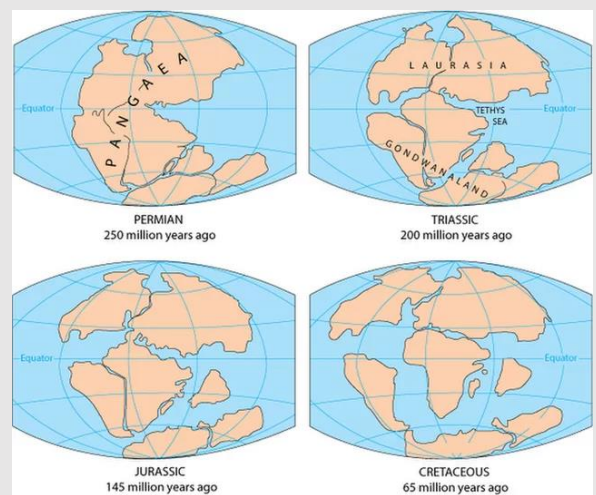 Equator
PANGAEA
PERMIAN
250 million years ago
LAURASIA
TETHYS
SEA
GONDWANALAND
TRIASSIC
200 million years ago
Equator
JURASSIC
145 million years ago
Equator
CRETACEOUS
65 million years ago